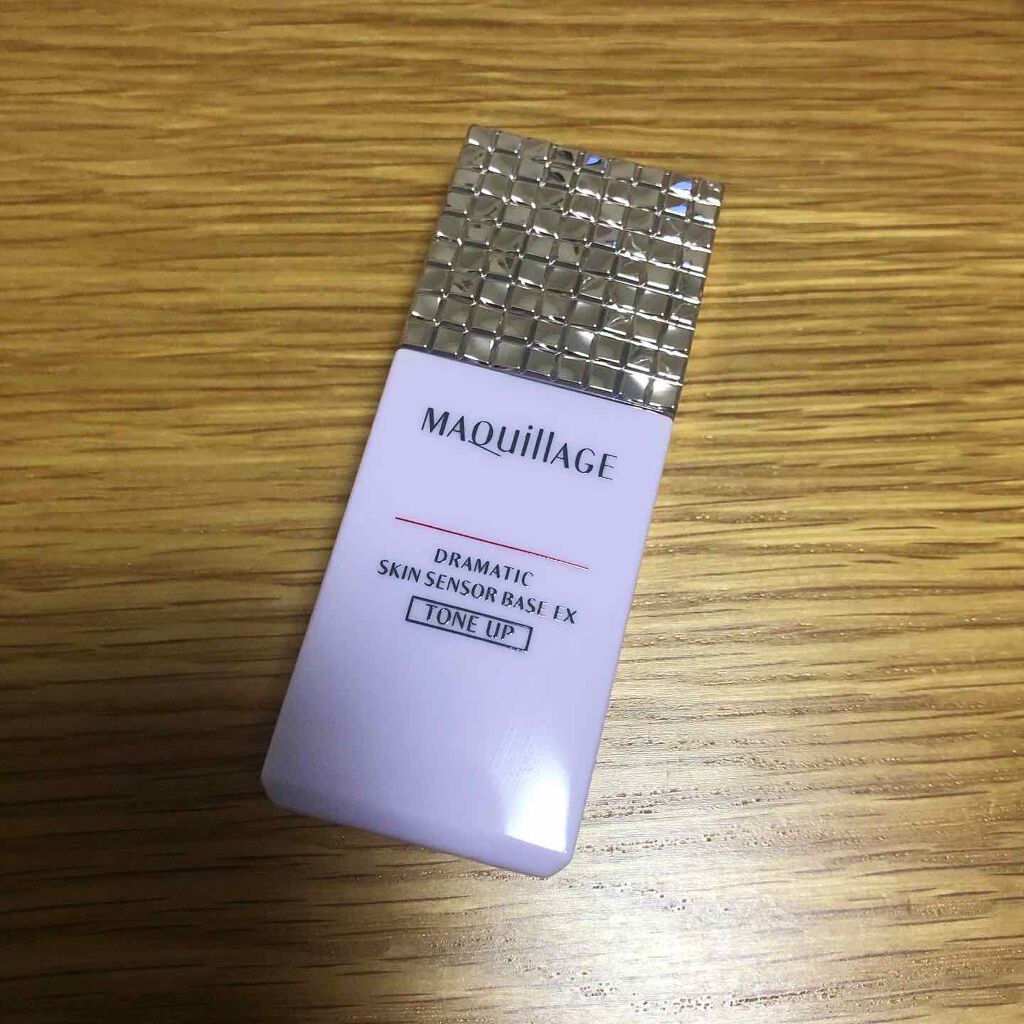 MAQuillAGE
DRAMATIC
SKIN SENSOR BASE EX
TONE UP